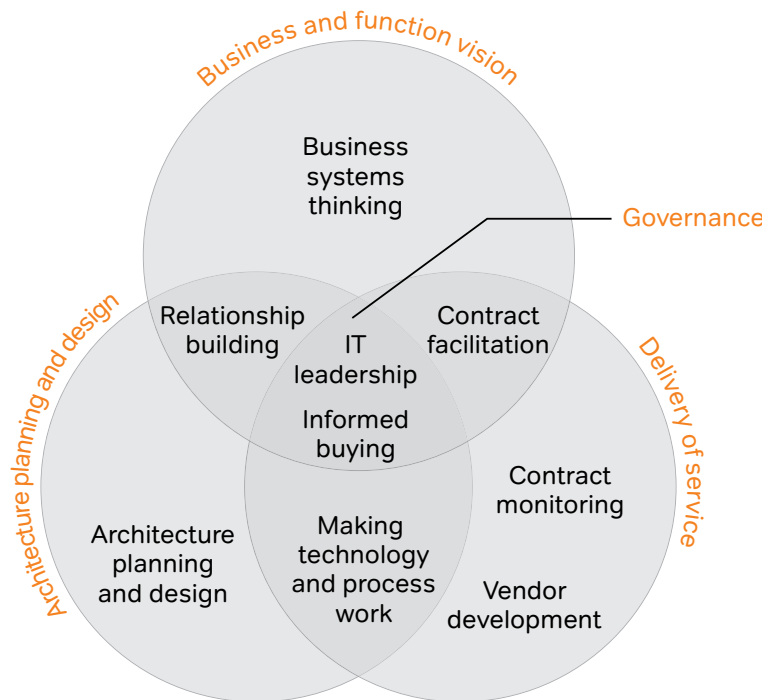 Business and function vision
Business
systems
thinking
Governance
Relationship
building
IT
leadership
Contract
facilitation
Informed
buying
Architecture planning and design
Delivery of service
Contract
monitoring
Architecture
planning
and design
Making
technology
and process
work
Vendor
development